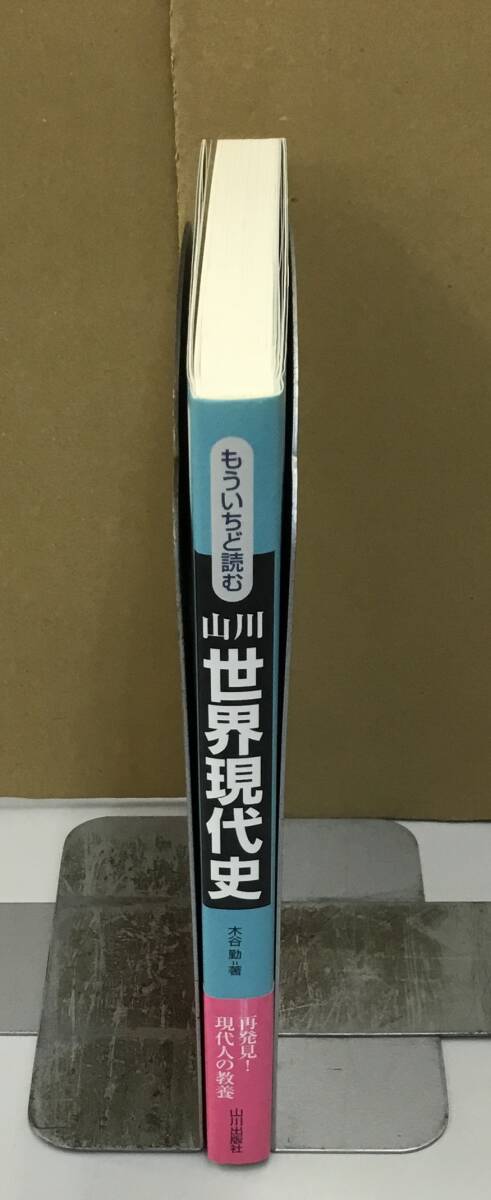 もういちど読む
山川
世界現代史
木谷 勤=著
再発見!
現代人の教養
山川出版社